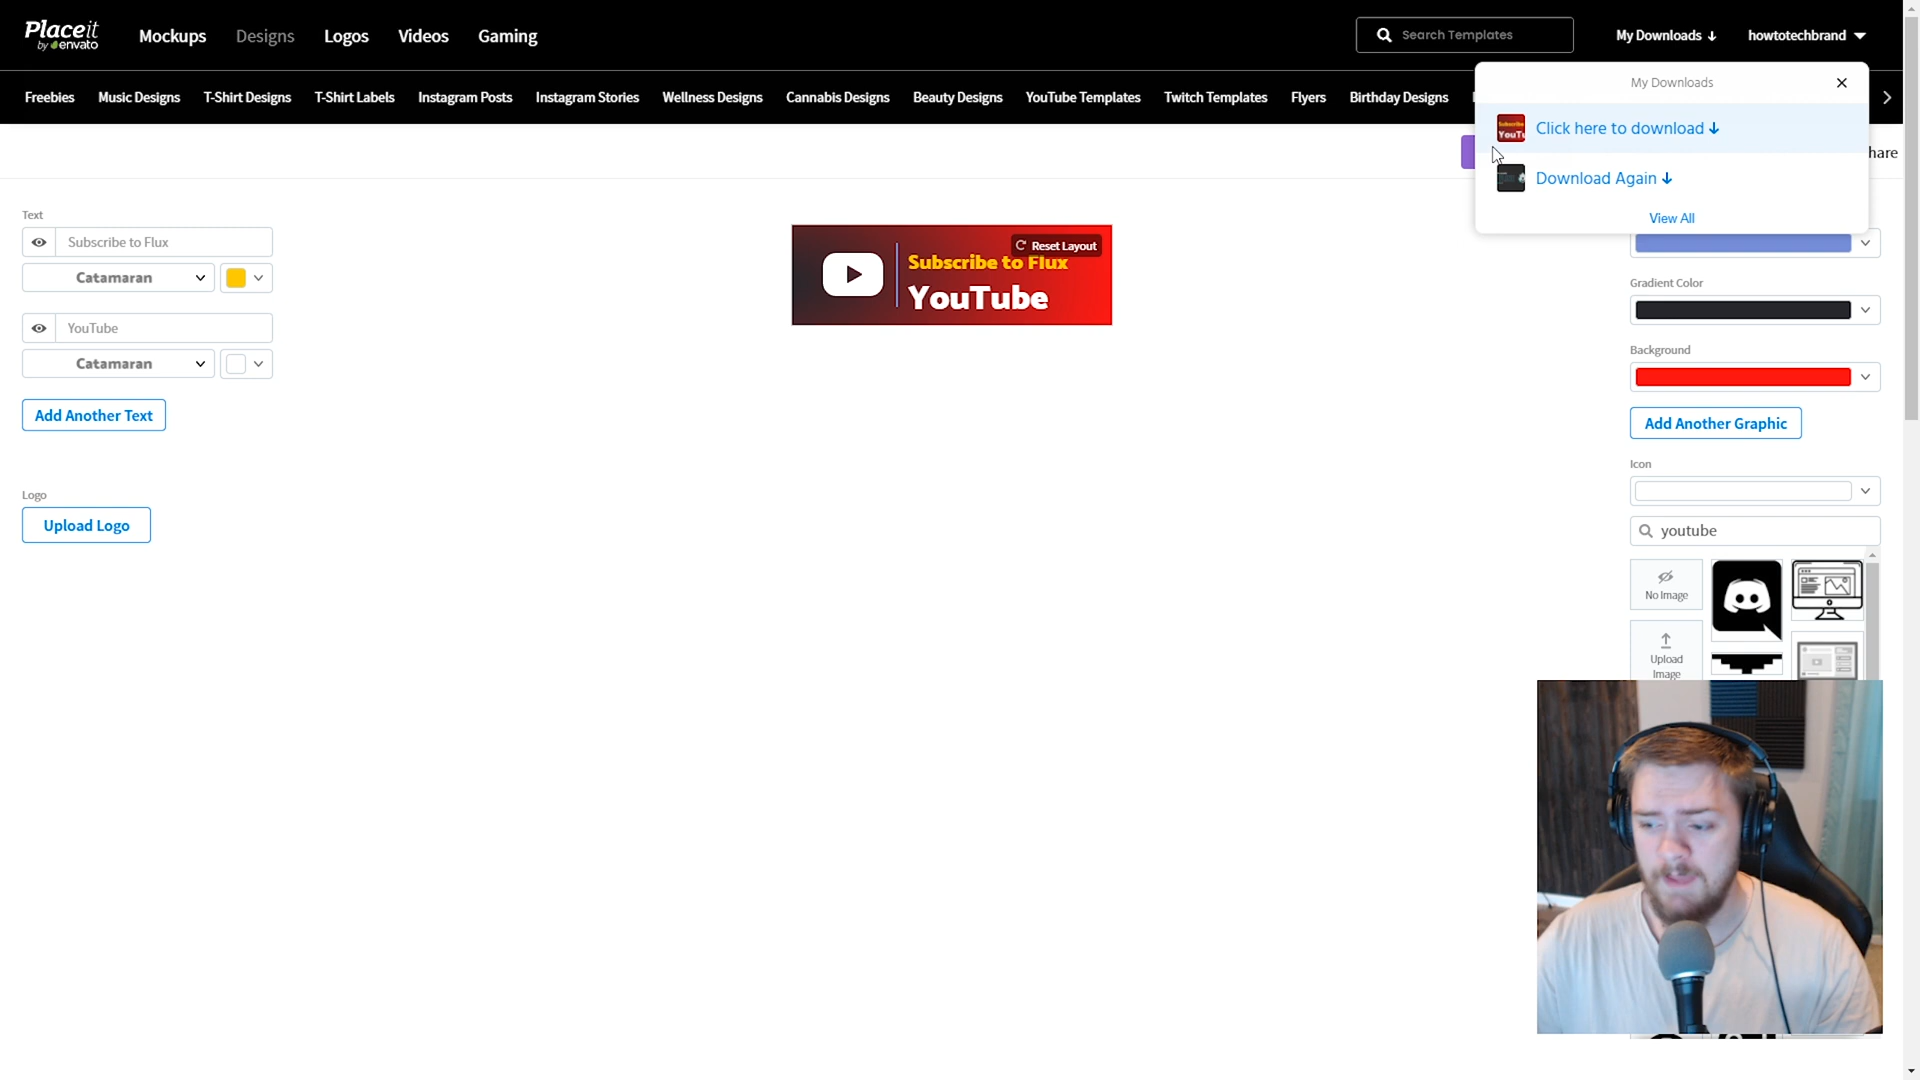 Placeit
by envato
Mockups
Designs
Logos
Videos
Gaming
Search Templates
My Downloads
howtotechbrand
Freebies
Music Designs
T-Shirt Designs
T-Shirt Labels
Instagram Posts
Instagram Stories
Wellness Designs
Cannabis Designs
Beauty Designs
YouTube Templates
Twitch Templates
Flyers
Birthday Designs
My Downloads
Click here to download
Download Again
View All
hare
Text
Subscribe to Flux
Catamaran
YouTube
Catamaran
Add Another Text
Logo
Upload Logo
Reset Layout
Subscribe to Flux
YouTube
Gradient Color
Background
Add Another Graphic
Icon
youtube
No Image
Upload
Image